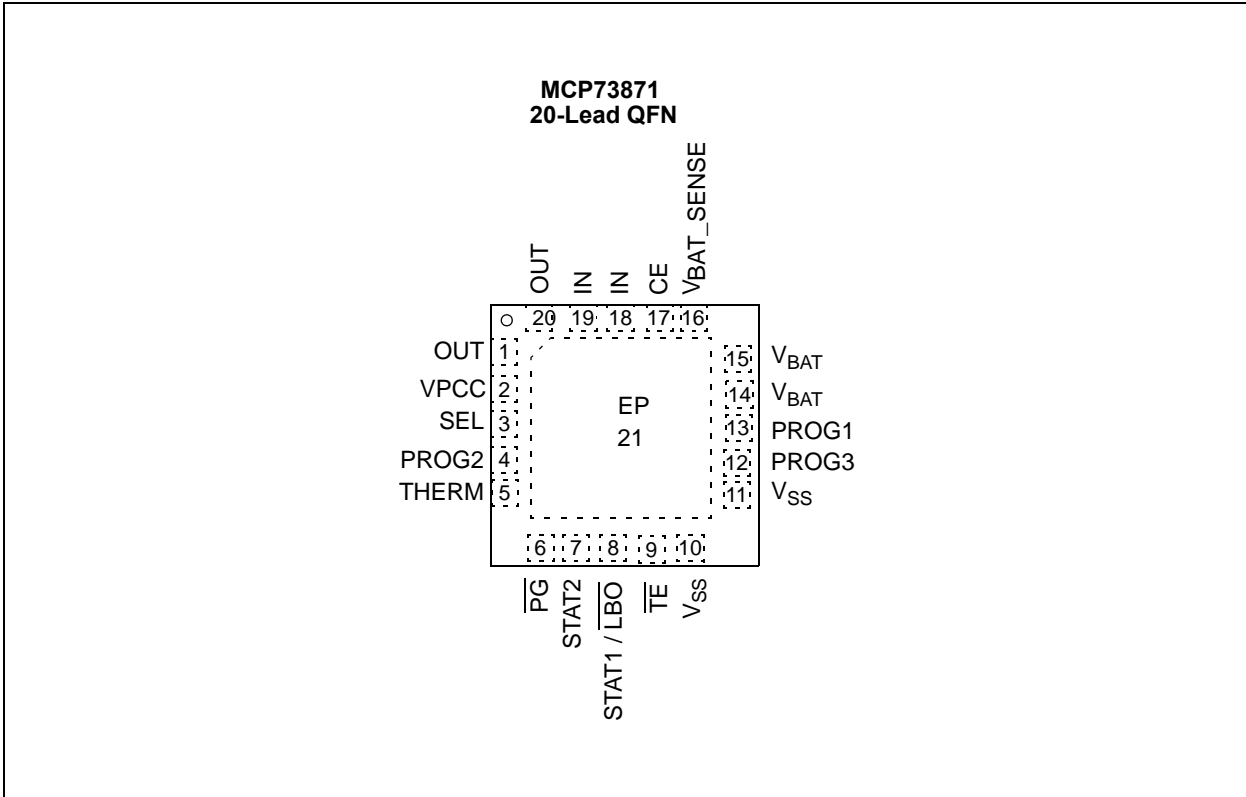 MCP73871
20-Lead QFN
OUT
IN
IN
CE
VBAT_SENSE
20
19
18
17
16
OUT 1
VPCC 2
SEL 3
PROG2 4
THERM 5
EP
21
15 VBAT
14 VBAT
13 PROG1
12 PROG3
11 VSS
6
7
8
9
10
PG
STAT2
STAT1 / LBO
TE
VSS